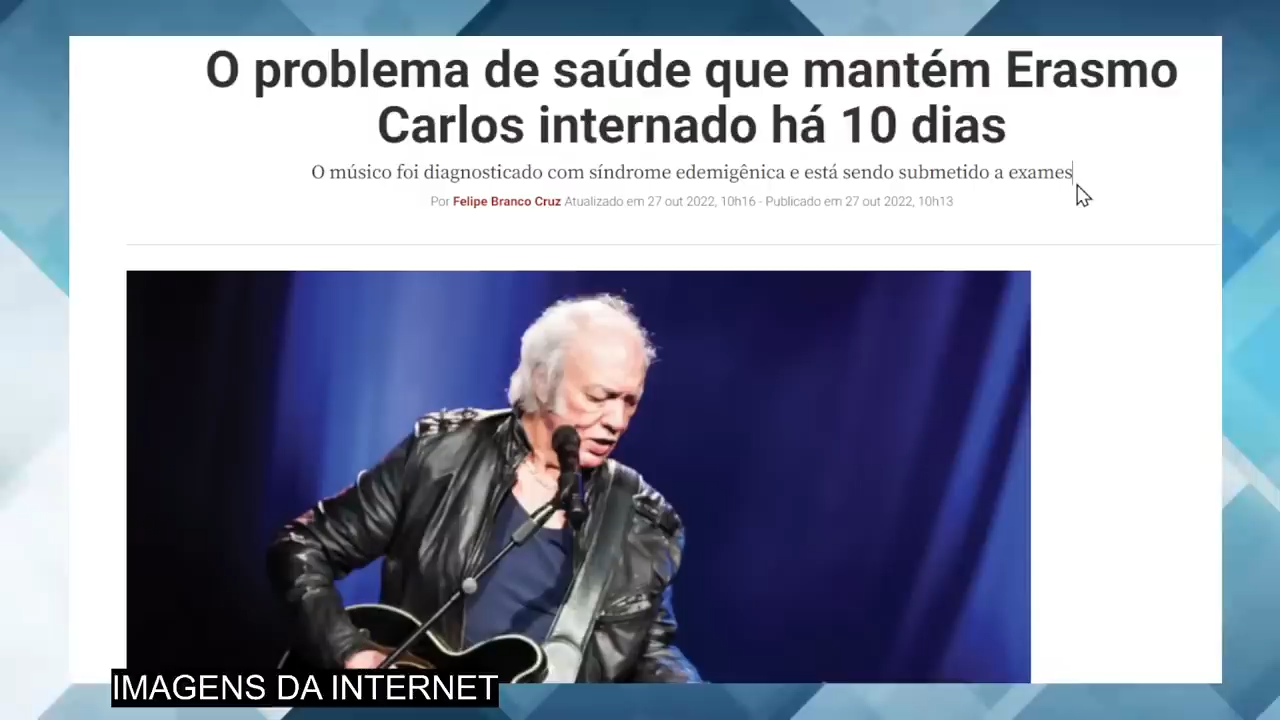 O problema de saúde que mantém Erasmo
Carlos internado há 10 dias
O músico foi diagnosticado com síndrome edemigênica e está sendo submetido a exames
Por Felipe Branco Cruz Atualizado em 27 out 2022, 10h16 - Publicado em 27 out 2022, 10h13
IMAGENS DA INTERNET